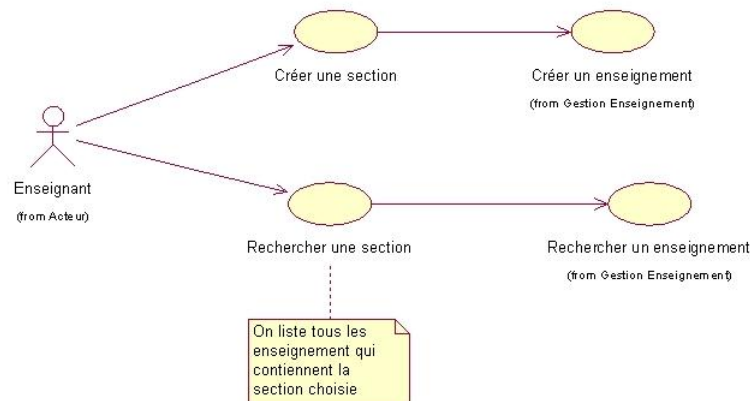 Créer une section
Créer un enseignement
(from Gestion Enseignement)
Enseignant
(from Acteur)
Rechercher une section
Rechercher un enseignement
(from Gestion Enseignement)
On liste tous les
enseignement qui
contiennent la
section choisie